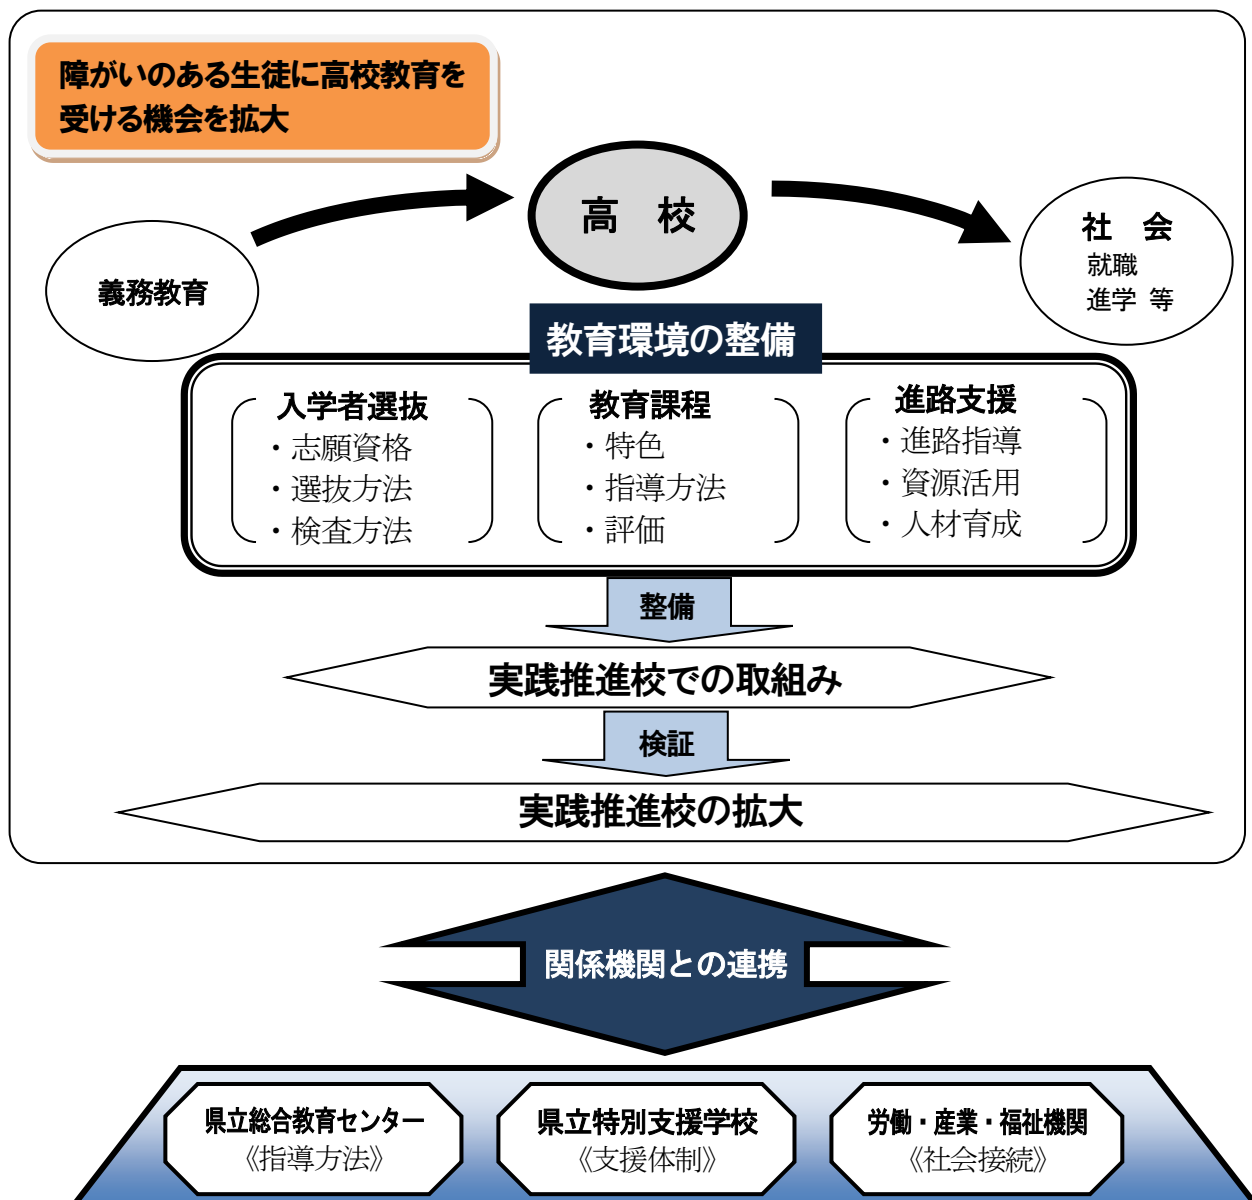 障がいのある生徒に高校教育を
受ける機会を拡大
高　校
社　会
就職
進学 等
義務教育
教育環境の整備
入学者選抜
・志願資格
・選抜方法
・検査方法
教育課程
・特色
・指導方法
・評価
進路支援
・進路指導
・資源活用
・人材育成
整備
実践推進校での取組み
検証
実践推進校の拡大
関係機関との連携
県立総合教育センター
《指導方法》
県立特別支援学校
《支援体制》
労働・産業・福祉機関
《社会接続》